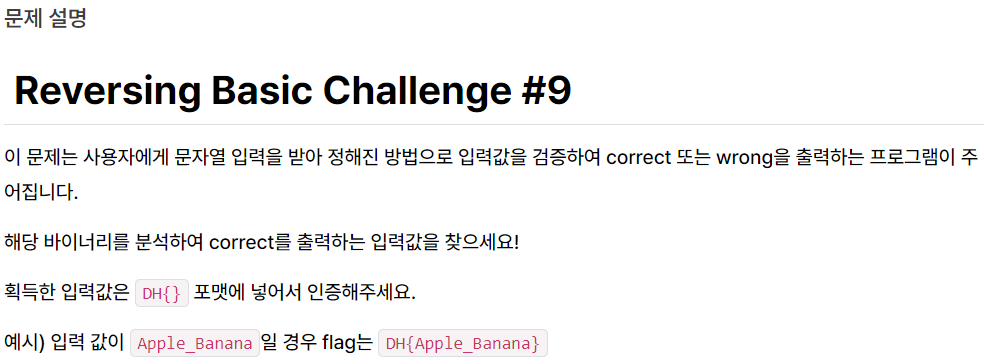 문제 설명
Reversing Basic Challenge #9
이 문제는 사용자에게 문자열 입력을 받아 정해진 방법으로 입력값을 검증하여 correct 또는 wrong을 출력하는 프로그램이 주
어집니다.
해당 바이너리를 분석하여 correct를 출력하는 입력값을 찾으세요!
획득한 입력값은 DH{} 포맷에 넣어서 인증해주세요.
예시) 입력 값이 Apple_Banana일 경우 flag는 DH{Apple_Banana}